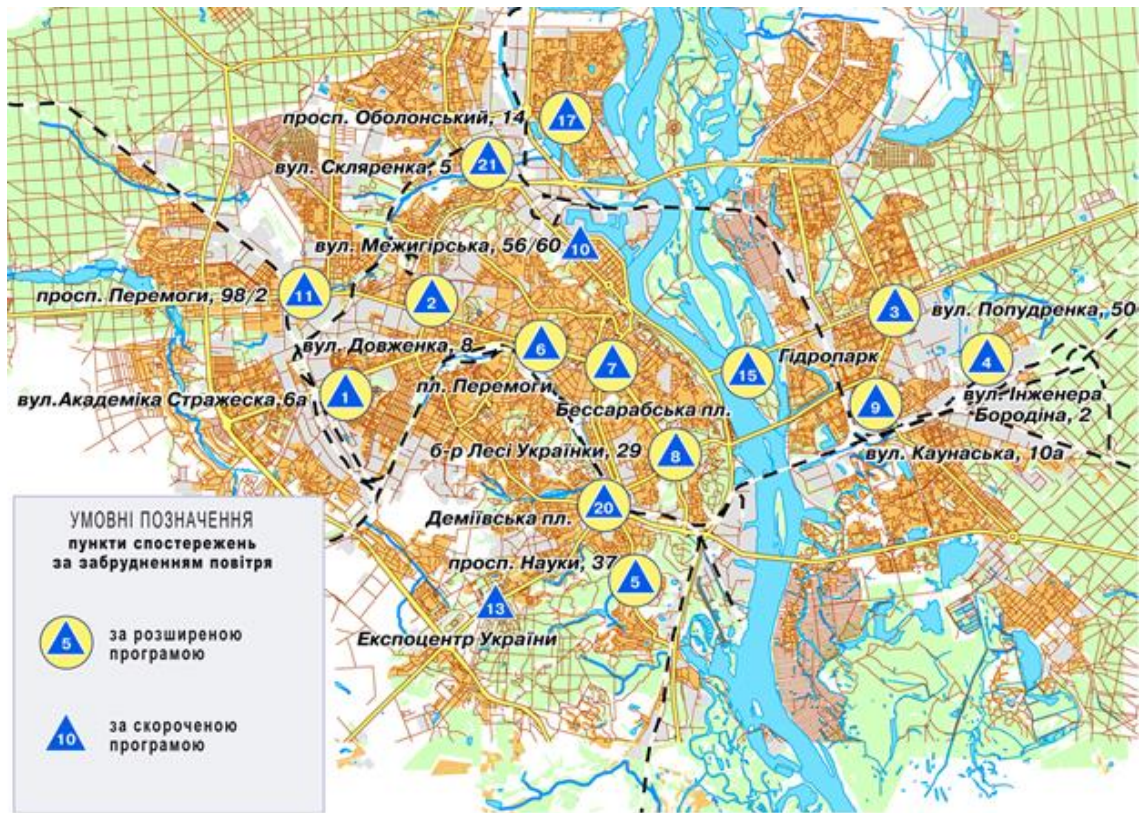 просп. Оболонський, 14
17
вул. Скляренка, 5
21
вул. Межигірська, 56/60
10
просп. Перемоги, 98/2
11
2
3
вул. Попудренка, 50
вул. Довженка, 8
6
7
15
Гідропарк
4
вул.Академіка Стражеска 6а
1
пл. Перемоги
Бессарабська пл.
9
вул. Інженера
Бородіна, 2
б-р Лесі Українки, 29
8
вул. Каунаська, 10а
Деміївська пл.
20
просп. Науки, 37
5
13
Експоцентр України
УМОВНІ ПОЗНАЧЕННЯ
пункти спостережень
за забрудненням повітря
5
за розширеною
програмою
10
за скороченою
програмою